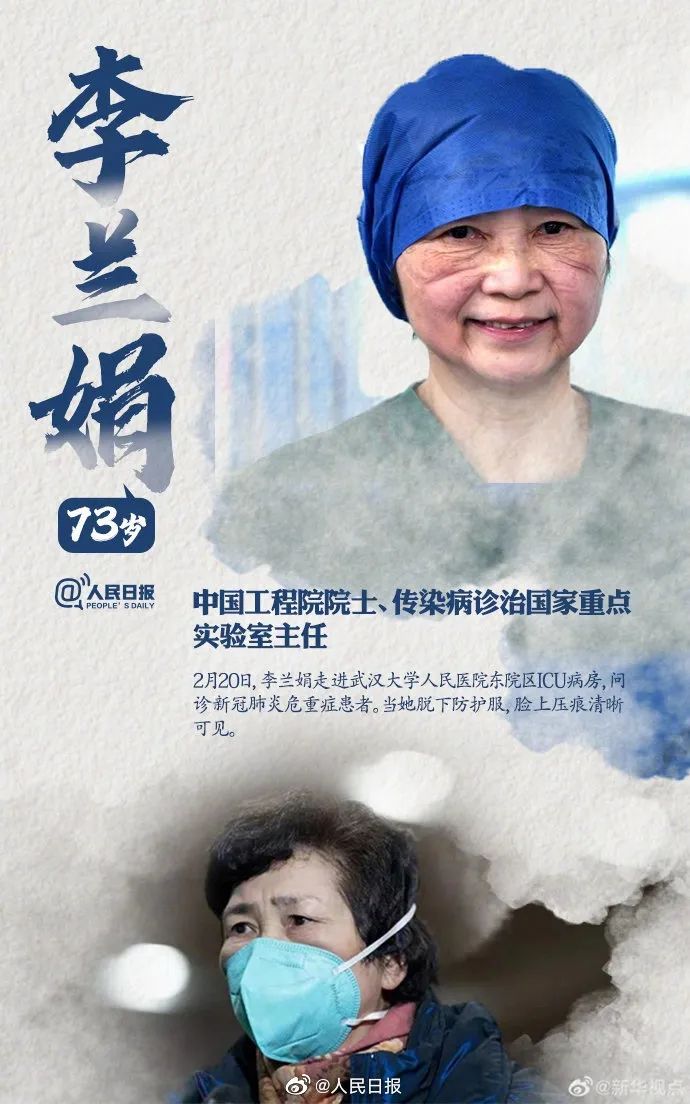 李兰娟
73岁
@人民日报
PEOPLE'S DAILY
中国工程院院士、传染病诊治国家重点
实验室主任
2月20日,李兰娟走进武汉大学人民医院东院区ICU病房,问
诊新冠肺炎危重症患者。当她脱下防护服,脸上压痕清晰
可见。
@人民日报
@新华视点